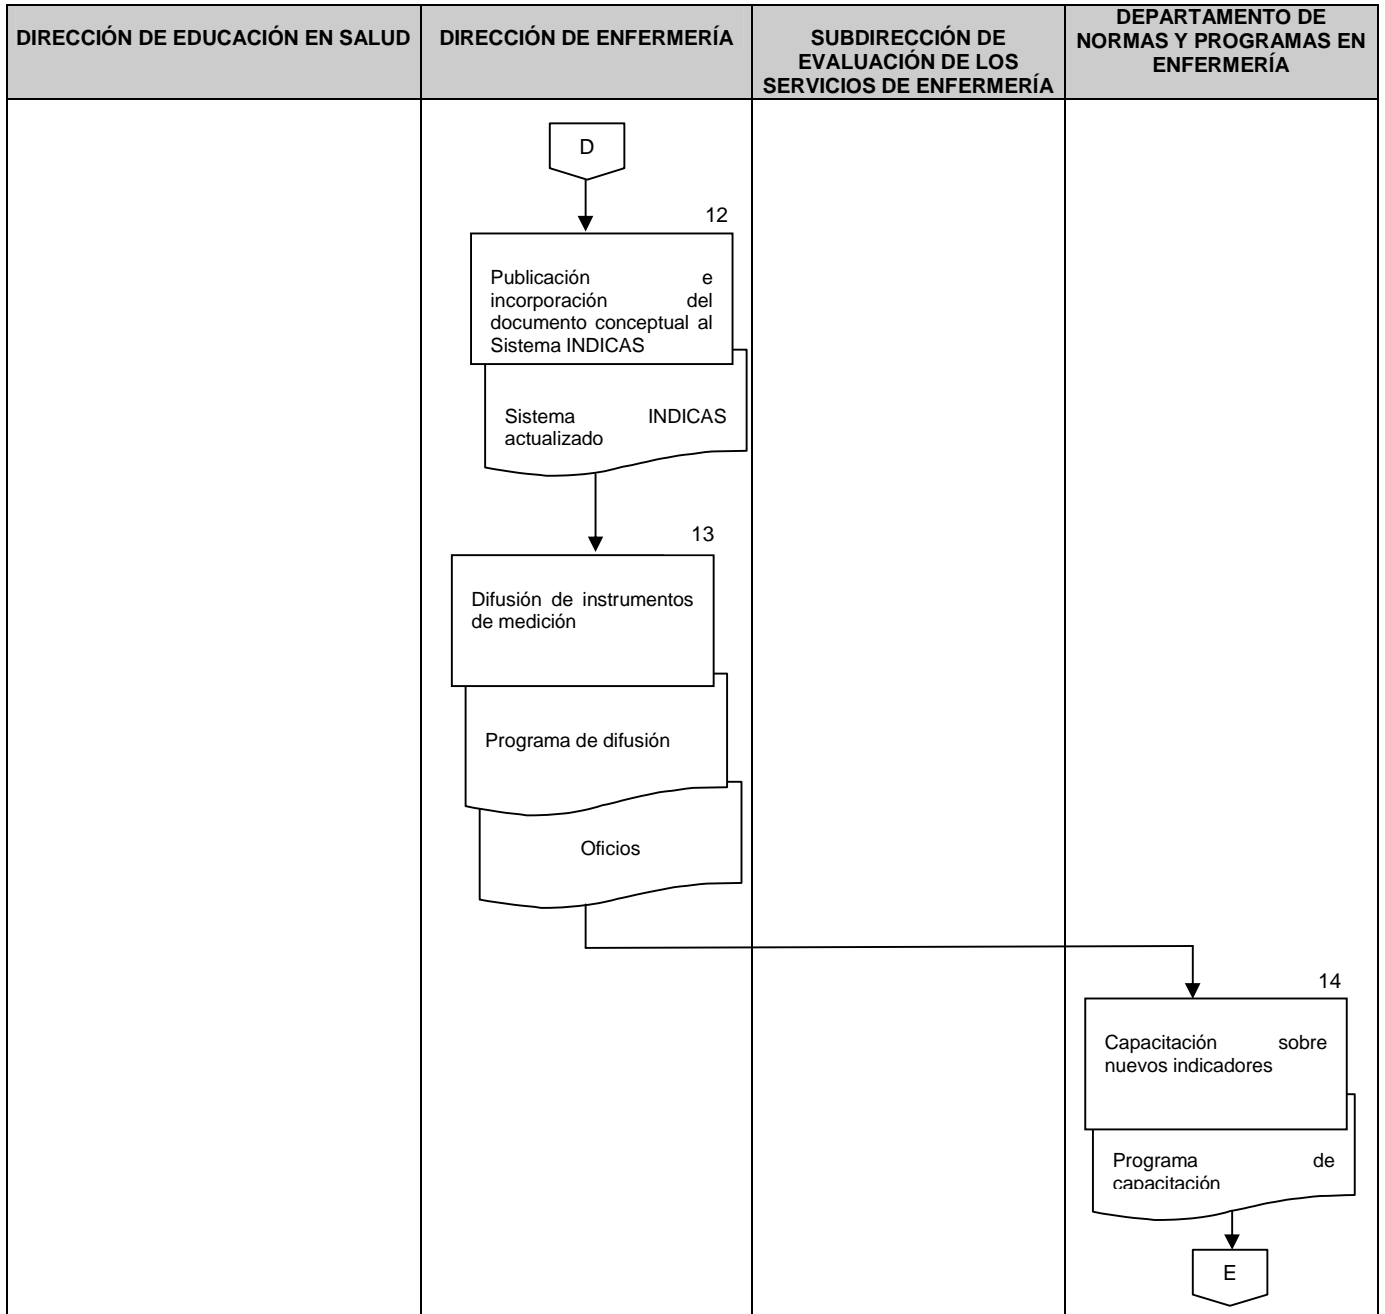 DIRECCIÓN DE EDUCACIÓN EN SALUD
DIRECCIÓN DE ENFERMERÍA
SUBDIRECCIÓN DE
EVALUACIÓN DE LOS
SERVICIOS DE ENFERMERÍA
DEPARTAMENTO DE
NORMAS Y PROGRAMAS EN
ENFERMERÍA
D
12
Publicación e
incorporación del
documento conceptual al
Sistema INDICAS
Sistema INDICAS
actualizado
13
Difusión de instrumentos
de medición
Programa de difusión
Oficios
14
Capacitación sobre
nuevos indicadores
Programa de
capacitación
E